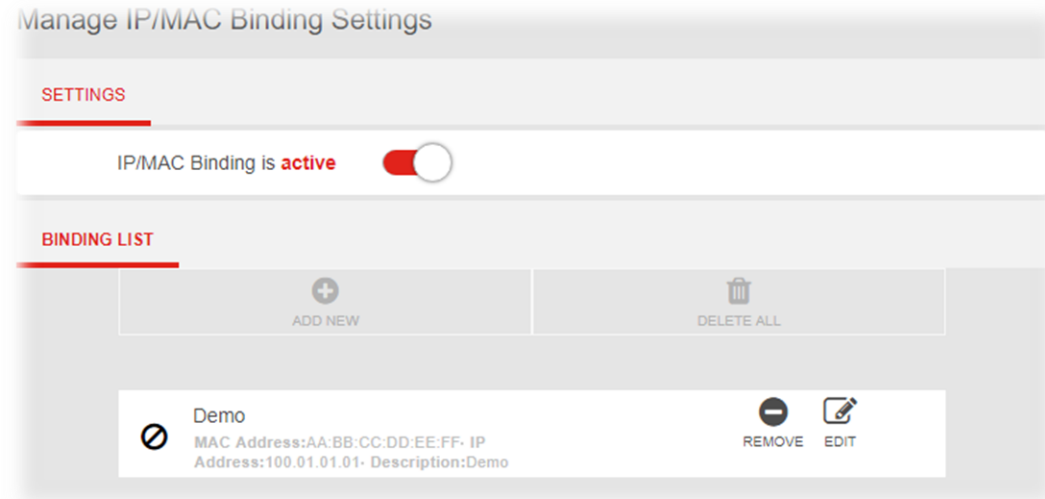 Manage IP/MAC Binding Settings
SETTINGS
IP/MAC Binding is active
BINDING LIST
ADD NEW
DELETE ALL
Demo
MAC Address:AA:BB:CC:DD:EE:FF· IP
Address:100.01.01.01· Description:Demo
REMOVE
EDIT